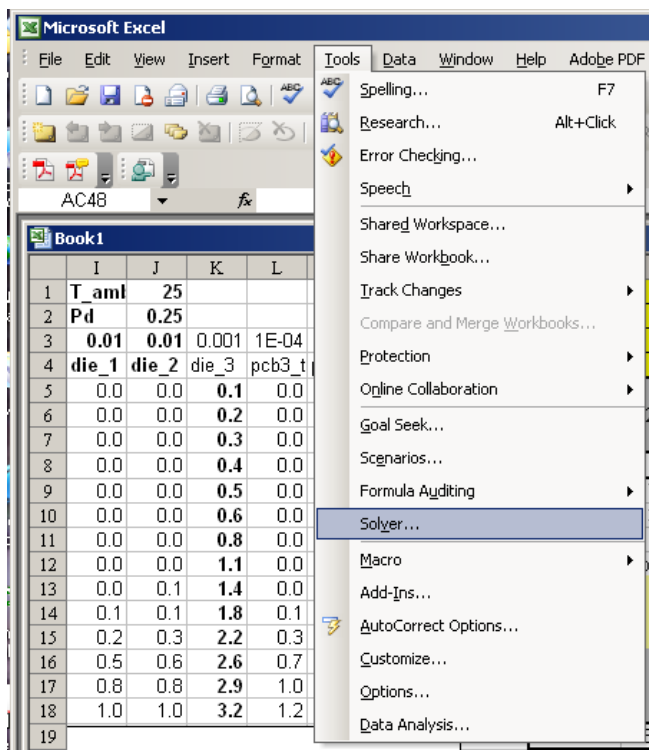 Microsoft Excel
File Edit View Insert Format Tools Data Window Help Adobe PDF
Spelling... F7
Research... Alt+Click
Error Checking...
Speech
Shared Workspace...
Share Workbook...
Track Changes
Compare and Merge Workbooks...
Protection
Online Collaboration
Goal Seek...
Scenarios...
Formula Auditing
Solver...
Macro
Add-Ins...
AutoCorrect Options...
Customize...
Options...
Data Analysis...
AC48 fx
Book1
I J K L
1 T_aml 25
2 Pd 0.25
3 0.01 0.01 0.001 1E-04
4 die_1 die_2 die_3 pcb3_t
5 0.0 0.0 0.1 0.0
6 0.0 0.0 0.2 0.0
7 0.0 0.0 0.3 0.0
8 0.0 0.0 0.4 0.0
9 0.0 0.0 0.5 0.0
10 0.0 0.0 0.6 0.0
11 0.0 0.0 0.8 0.0
12 0.0 0.0 1.1 0.0
13 0.0 0.1 1.4 0.0
14 0.1 0.1 1.8 0.1
15 0.2 0.3 2.2 0.3
16 0.5 0.6 2.6 0.7
17 0.8 0.8 2.9 1.0
18 1.0 1.0 3.2 1.2
19